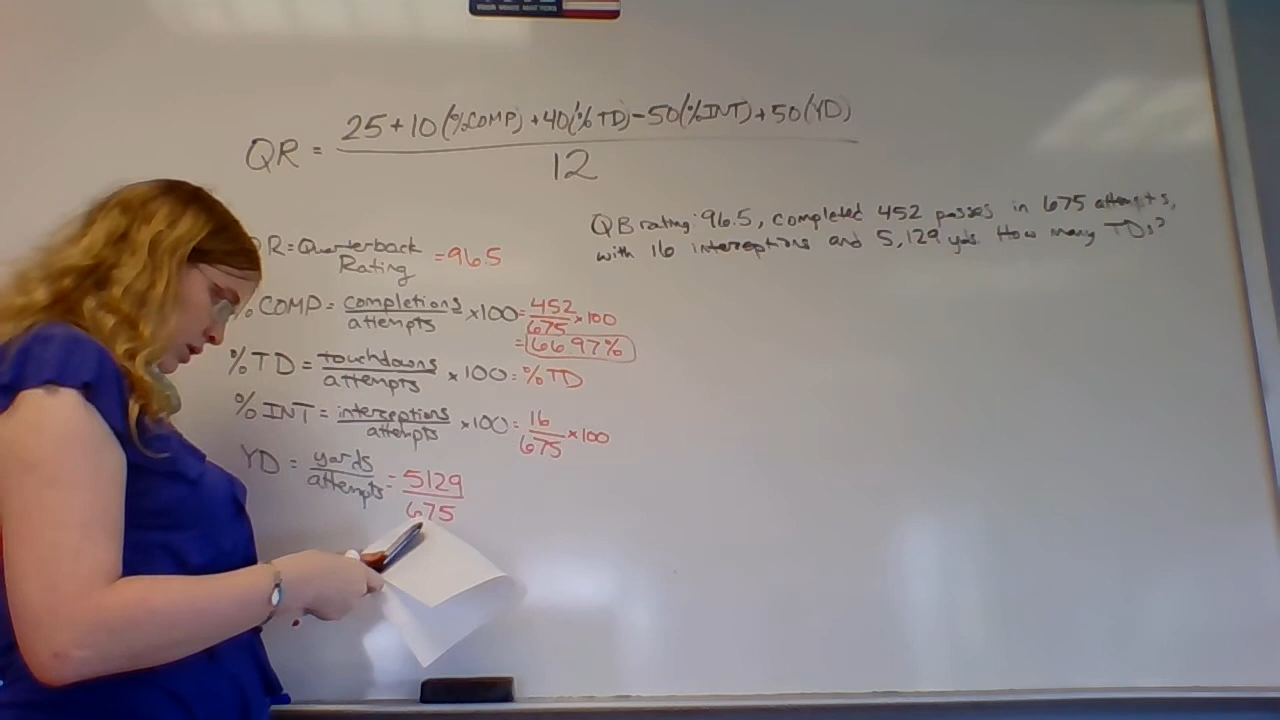 QR = 25 + 10(%COMP) + 40(%TD) - 50(%INT) + 50(YD)
12
QB rating: 96.5, completed 452 passes in 675 attempts,
with 16 interceptions and 5,129 yds. How many TDs?
R = Quarterback = 96.5
Rating
% COMP = completions × 100 = 452 × 100
attempts 675
= 66.97%
% TD = touchdowns × 100 = %TD
attempts
% INT = interceptions × 100 = 16 × 100
attempts 675
YD = yards = 5129
attempts 675